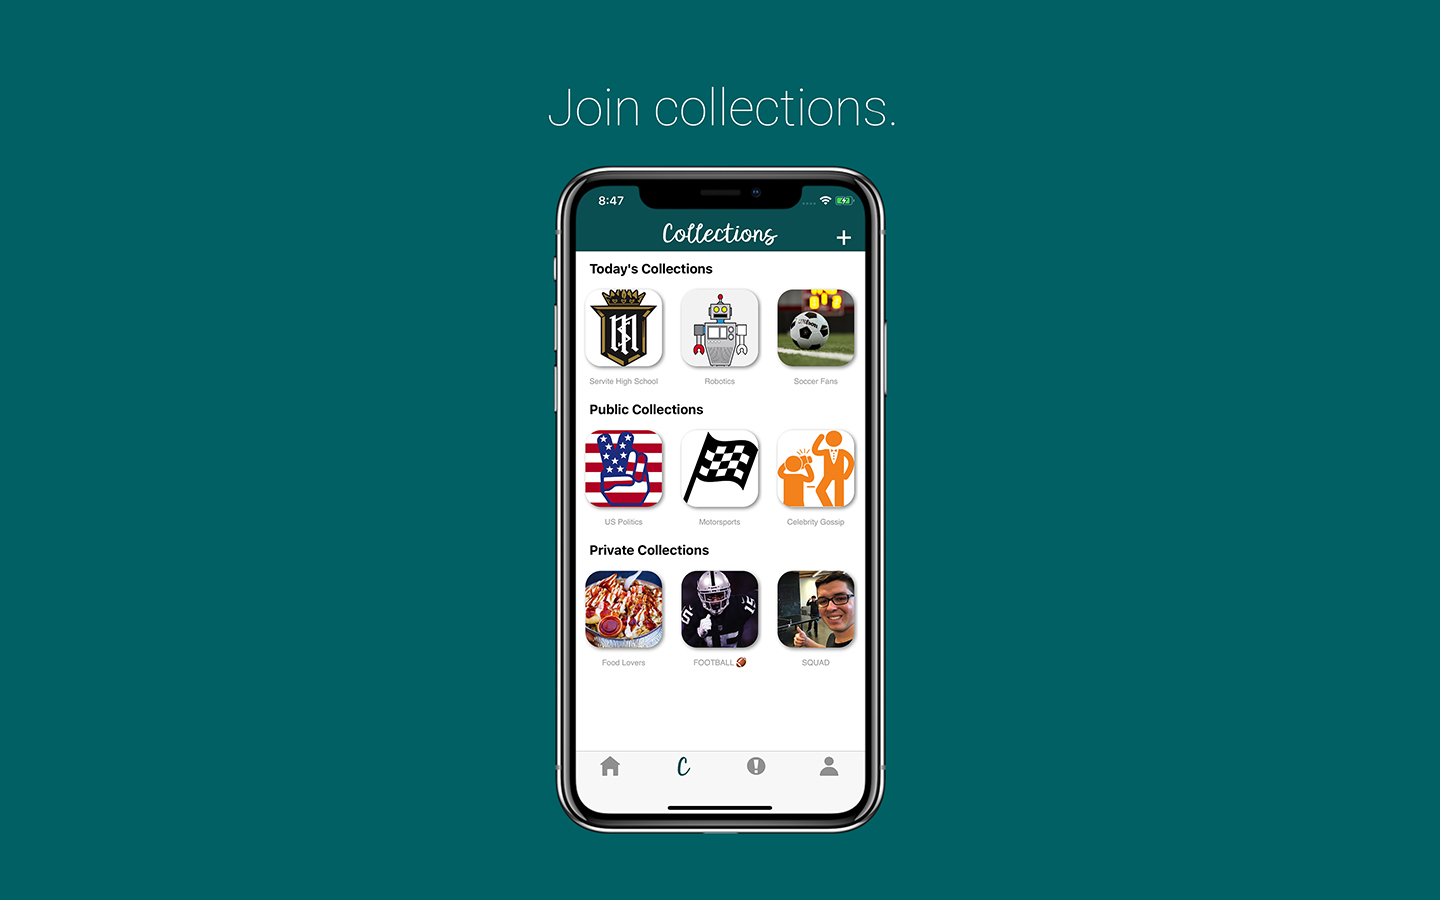 Join collections.
8:47
Collections
Today's Collections
Servite High School
Robotics
Soccer Fans
Public Collections
US Politics
Motorsports
Celebrity Gossip
Private Collections
15
Food Lovers
FOOTBALL 🏈
SQUAD
C